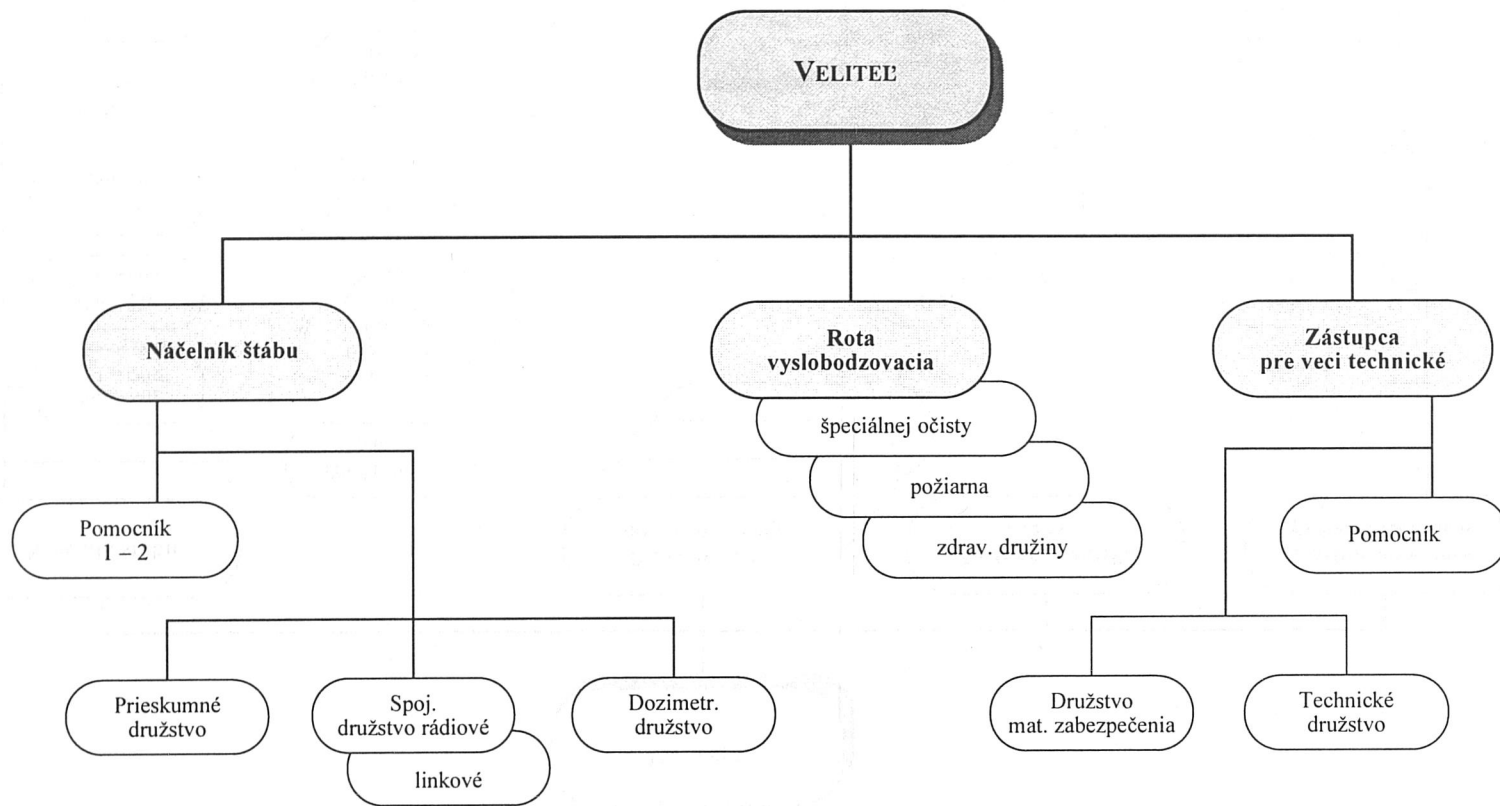 VELITEĽ
Náčelník štábu
Rota
vyslobodzovacia
Zástupca
pre veci technické
špeciálnej očisty
požiarna
zdrav. družiny
Pomocník
1 – 2
Pomocník
Prieskumné
družstvo
Spoj.
družstvo rádiové
linkové
Dozimetr.
družstvo
Družstvo
mat. zabezpečenia
Technické
družstvo